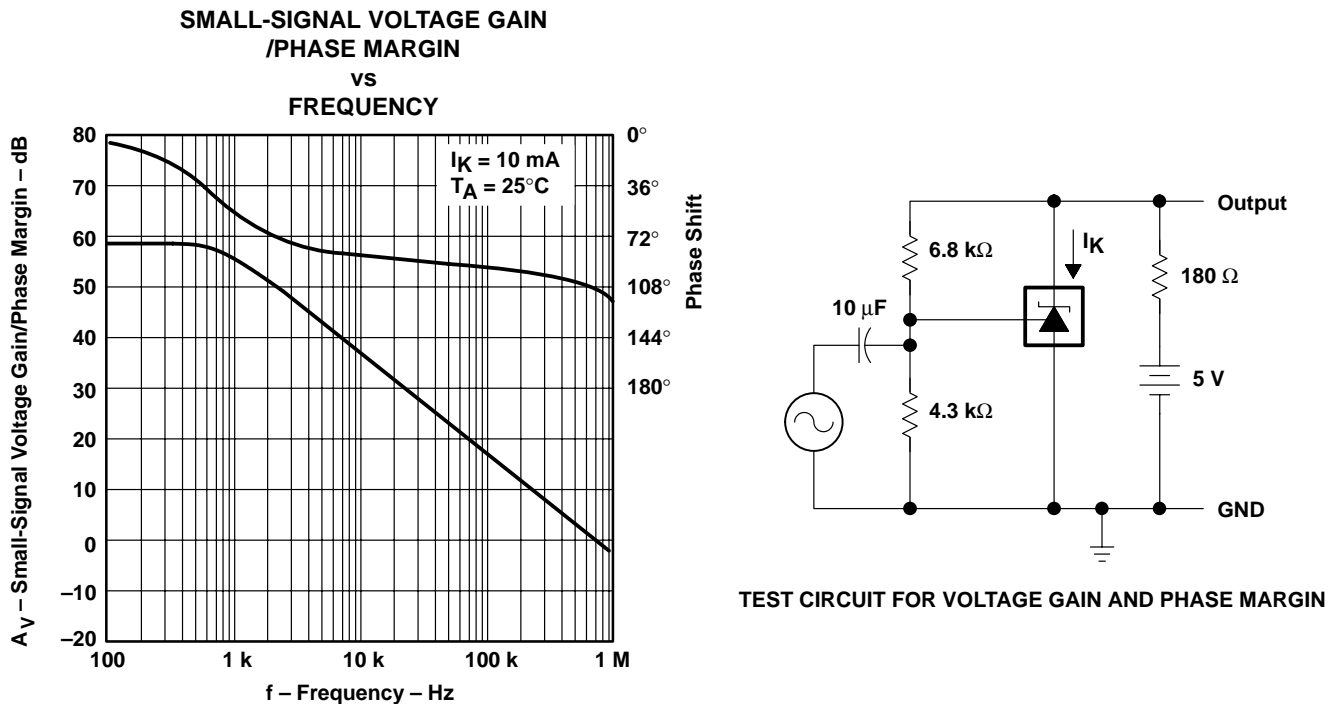 SMALL-SIGNAL VOLTAGE GAIN
/PHASE MARGIN
vs
FREQUENCY
A_V – Small-Signal Voltage Gain/Phase Margin – dB
80
70
60
50
40
30
20
10
0
–10
–20
I_K = 10 mA
T_A = 25°C
0°
36°
72°
108°
144°
180°
Phase Shift
100
1 k
10 k
100 k
1 M
f – Frequency – Hz
Output
I_K
6.8 kΩ
180 Ω
10 μF
5 V
4.3 kΩ
GND
TEST CIRCUIT FOR VOLTAGE GAIN AND PHASE MARGIN